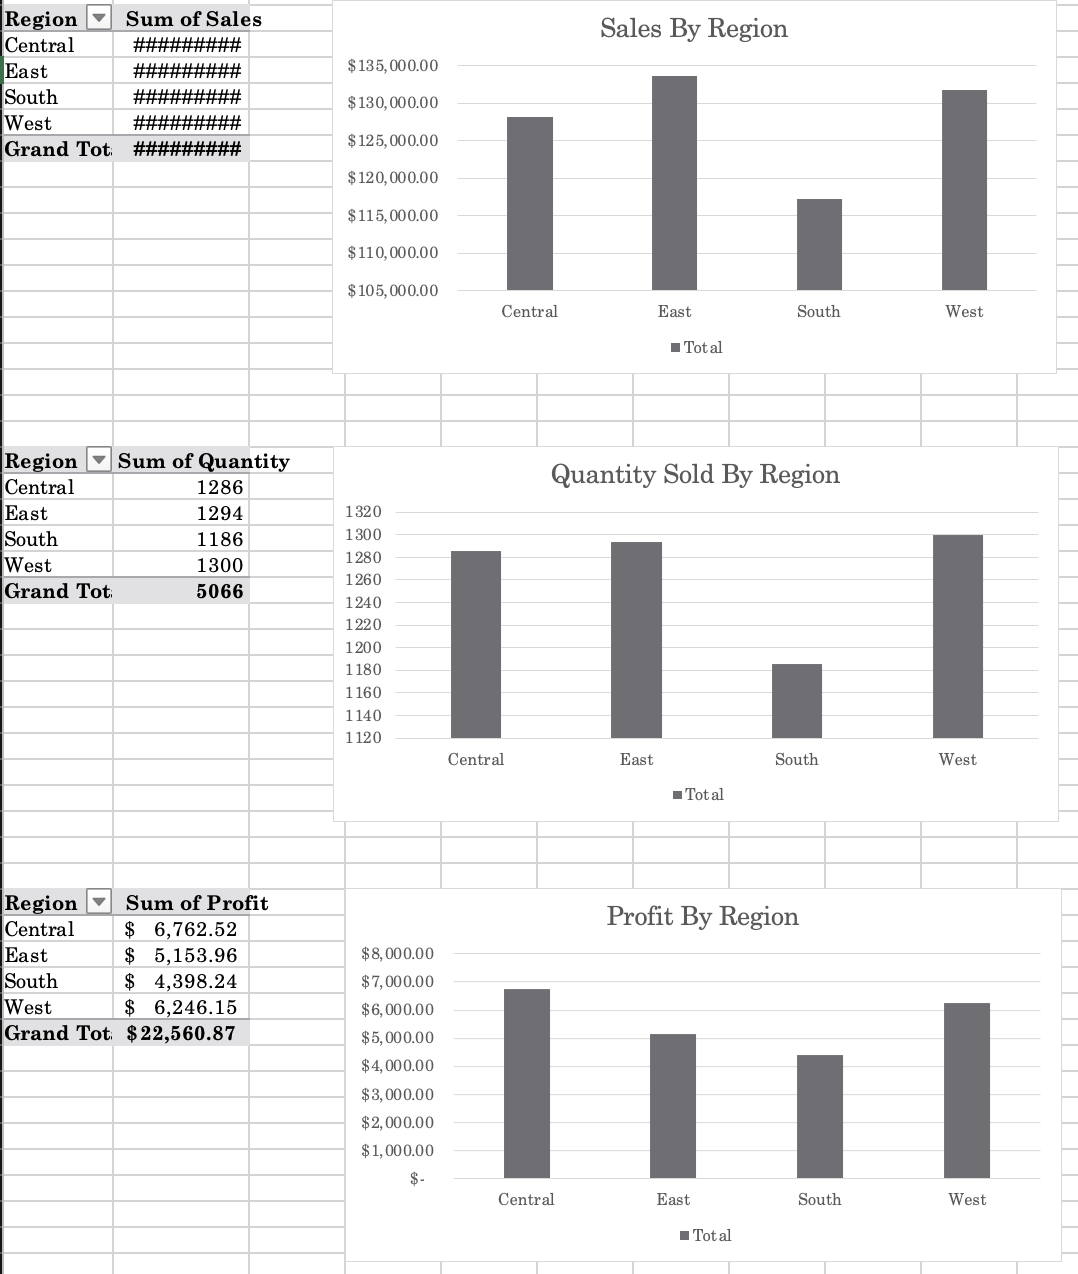 Region Sum of Sales
Central #########
East #########
South #########
West #########
Grand Tot #########
Sales By Region
$135,000.00
$130,000.00
$125,000.00
$120,000.00
$115,000.00
$110,000.00
$105,000.00
Central East South West
Total
Region Sum of Quantity
Central 1286
East 1294
South 1186
West 1300
Grand Tot 5066
Quantity Sold By Region
1320
1300
1280
1260
1240
1220
1200
1180
1160
1140
1120
Central East South West
Total
Region Sum of Profit
Central $ 6,762.52
East $ 5,153.96
South $ 4,398.24
West $ 6,246.15
Grand Tot $22,560.87
Profit By Region
$8,000.00
$7,000.00
$6,000.00
$5,000.00
$4,000.00
$3,000.00
$2,000.00
$1,000.00
$-
Central East South West
Total